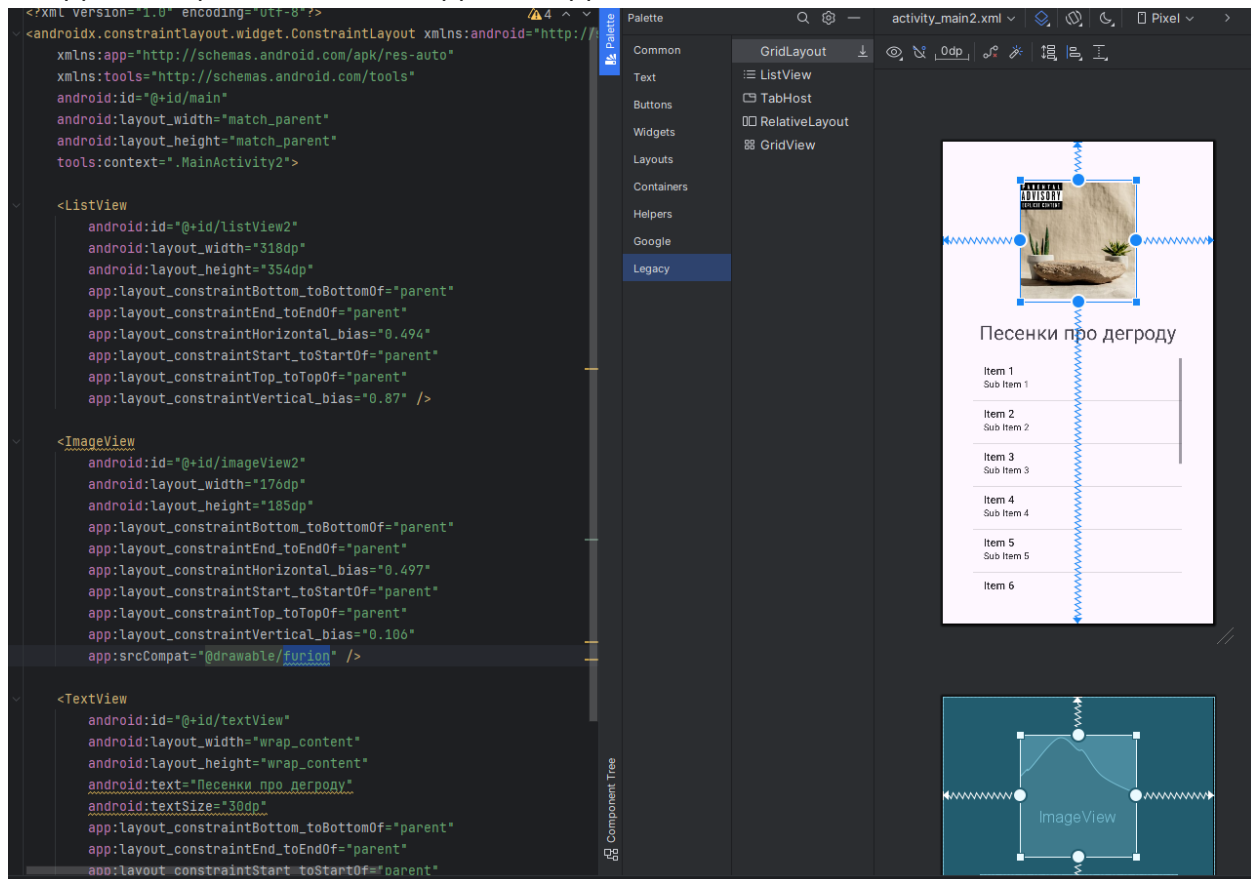 <?xml version="1.0" encoding="utf-8"?>
4
<androidx.constraintlayout.widget.ConstraintLayout xmlns:android="http://
xmlns:app="http://schemas.android.com/apk/res-auto"
xmlns:tools="http://schemas.android.com/tools"
android:id="@+id/main"
android:layout_width="match_parent"
android:layout_height="match_parent"
tools:context=".MainActivity2">
<ListView
android:id="@+id/listView2"
android:layout_width="318dp"
android:layout_height="354dp"
app:layout_constraintBottom_toBottomOf="parent"
app:layout_constraintEnd_toEndOf="parent"
app:layout_constraintHorizontal_bias="0.494"
app:layout_constraintStart_toStartOf="parent"
app:layout_constraintTop_toTopOf="parent"
app:layout_constraintVertical_bias="0.87" />
<ImageView
android:id="@+id/imageView2"
android:layout_width="176dp"
android:layout_height="185dp"
app:layout_constraintBottom_toBottomOf="parent"
app:layout_constraintEnd_toEndOf="parent"
app:layout_constraintHorizontal_bias="0.497"
app:layout_constraintStart_toStartOf="parent"
app:layout_constraintTop_toTopOf="parent"
app:layout_constraintVertical_bias="0.106"
app:srcCompat="@drawable/furion" />
<TextView
android:id="@+id/textView"
android:layout_width="wrap_content"
android:layout_height="wrap_content"
android:text="Песенки про дегроду"
android:textSize="30dp"
app:layout_constraintBottom_toBottomOf="parent"
app:layout_constraintEnd_toEndOf="parent"
app:layout_constraintStart_toStartOf="parent"
Palette
Component Tree
Palette
Common
Text
Buttons
Widgets
Layouts
Containers
Helpers
Google
Legacy
GridLayout
ListView
TabHost
RelativeLayout
GridView
activity_main2.xml
Pixel
0dp
PARENTAL
ADVISORY
EXPLICIT CONTENT
Песенки про дегроду
Item 1
Sub Item 1
Item 2
Sub Item 2
Item 3
Sub Item 3
Item 4
Sub Item 4
Item 5
Sub Item 5
Item 6
ImageView